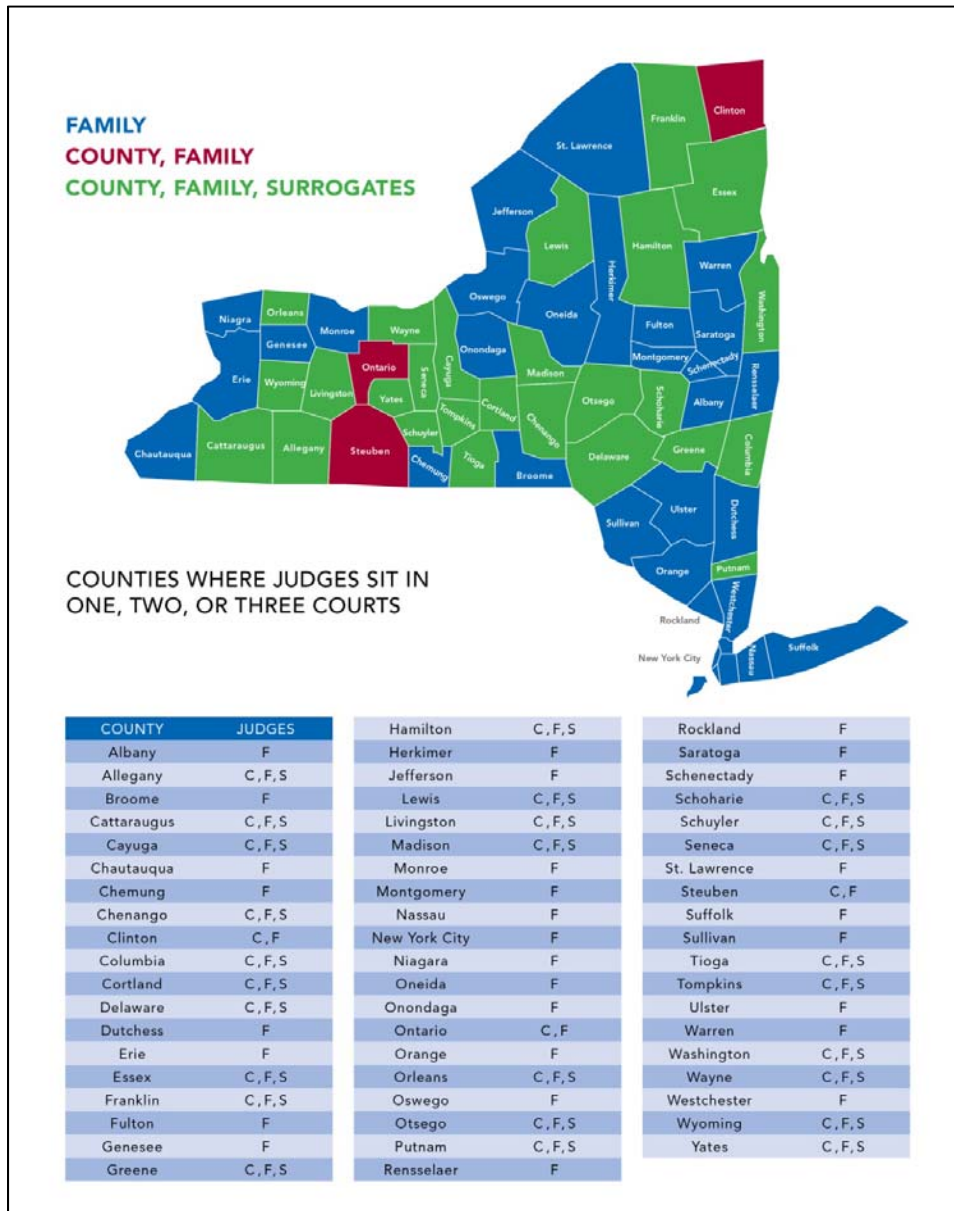 FAMILY
COUNTY, FAMILY
COUNTY, FAMILY, SURROGATES
Clinton
Franklin
St. Lawrence
Essex
Jefferson
Lewis
Hamilton
Herkimer
Warren
Washington
Oswego
Oneida
Orleans
Niagra
Monroe
Wayne
Fulton
Saratoga
Genesee
Onondaga
Montgomery
Schenectady
Rensselaer
Erie
Ontario
Seneca
Cayuga
Madison
Wyoming
Livingston
Yates
Cortland
Otsego
Schoharie
Albany
Tompkins
Chenango
Schuyler
Chautauqua
Cattaraugus
Allegany
Steuben
Chemung
Tioga
Broome
Delaware
Greene
Columbia
Sullivan
Ulster
Dutchess
Orange
Putnam
Westchester
Rockland
New York City
Nassau
Suffolk
COUNTIES WHERE JUDGES SIT IN
ONE, TWO, OR THREE COURTS
COUNTY JUDGES
Albany F
Allegany C,F,S
Broome F
Cattaraugus C,F,S
Cayuga C,F,S
Chautauqua F
Chemung F
Chenango C,F,S
Clinton C,F
Columbia C,F,S
Cortland C,F,S
Delaware C,F,S
Dutchess F
Erie F
Essex C,F,S
Franklin C,F,S
Fulton F
Genesee F
Greene C,F,S
Hamilton C,F,S
Herkimer F
Jefferson F
Lewis C,F,S
Livingston C,F,S
Madison C,F,S
Monroe F
Montgomery F
Nassau F
New York City F
Niagara F
Oneida F
Onondaga F
Ontario C,F
Orange F
Orleans C,F,S
Oswego F
Otsego C,F,S
Putnam C,F,S
Rensselaer F
Rockland F
Saratoga F
Schenectady F
Schoharie C,F,S
Schuyler C,F,S
Seneca C,F,S
St. Lawrence F
Steuben C,F
Suffolk F
Sullivan F
Tioga C,F,S
Tompkins C,F,S
Ulster F
Warren F
Washington C,F,S
Wayne C,F,S
Westchester F
Wyoming C,F,S
Yates C,F,S